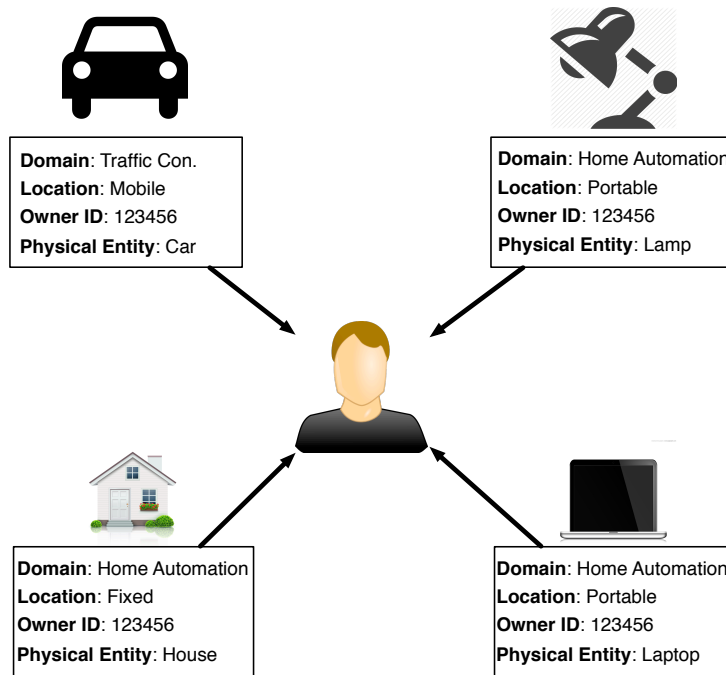 Domain: Traffic Con.
Location: Mobile
Owner ID: 123456
Physical Entity: Car
Domain: Home Automation
Location: Portable
Owner ID: 123456
Physical Entity: Lamp
Domain: Home Automation
Location: Fixed
Owner ID: 123456
Physical Entity: House
Domain: Home Automation
Location: Portable
Owner ID: 123456
Physical Entity: Laptop